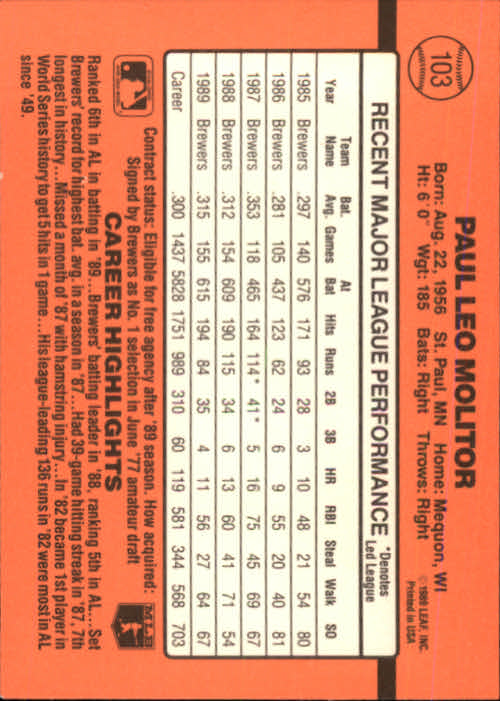 103
PAUL LEO MOLITOR
Born: Aug. 22, 1956 St. Paul, MN Home: Mequon, WI
Ht: 6' 0" Wgt: 185 Bats: Right Throws: Right
© 1989 LEAF, INC.
Printed in USA
RECENT MAJOR LEAGUE PERFORMANCE *Denotes Led League
Year Team Name Bat. Avg. Games At Bat Hits Runs 2B 3B HR RBI Steal Walk SO
1985 Brewers .297 140 576 171 93 28 3 10 48 21 54 80
1986 Brewers .281 105 437 123 62 24 6 9 55 20 40 81
1987 Brewers .353 118 465 164 114* 41* 5 16 75 45 69 67
1988 Brewers .312 154 609 190 115 34 6 13 60 41 71 54
1989 Brewers .315 155 615 194 84 35 4 11 56 27 64 67
Career .300 1437 5828 1751 989 310 60 119 581 344 568 703
Contract status: Eligible for free agency after '89 season. How acquired:
Signed by Brewers as No. 1 selection in June '77 amateur draft
MLB
CAREER HIGHLIGHTS
Ranked 6th in AL in batting in '89...Brewers' batting leader in '88, ranking 5th in AL...Set
Brewers' record for highest bat. avg. in a season in '87...Had 39-game hitting streak in '87, 7th
longest in history...Missed a month of '87 with hamstring injury...In '82 became 1st player in
World Series history to get 5 hits in 1 game...His league-leading 136 runs in '82 were most in AL
since '49.